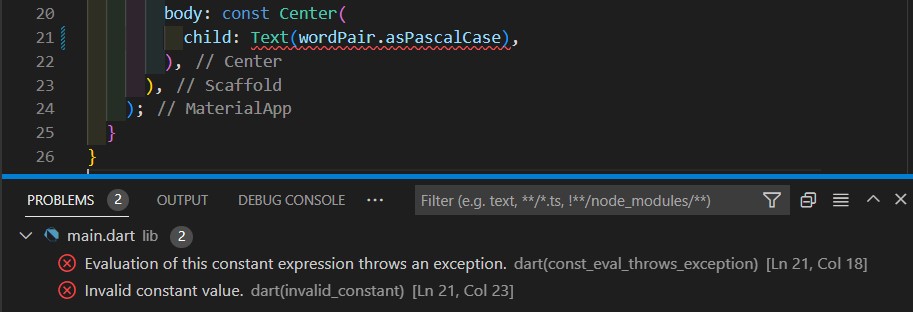 20 body: const Center(
21 child: Text(wordPair.asPascalCase),
22 ), // Center
23 ), // Scaffold
24 ); // MaterialApp
25 }
26 }
PROBLEMS 2 OUTPUT DEBUG CONSOLE ··· Filter (e.g. text, **/*.ts, !**/node_modules/**)
main.dart lib 2
Evaluation of this constant expression throws an exception. dart(const_eval_throws_exception) [Ln 21, Col 18]
Invalid constant value. dart(invalid_constant) [Ln 21, Col 23]